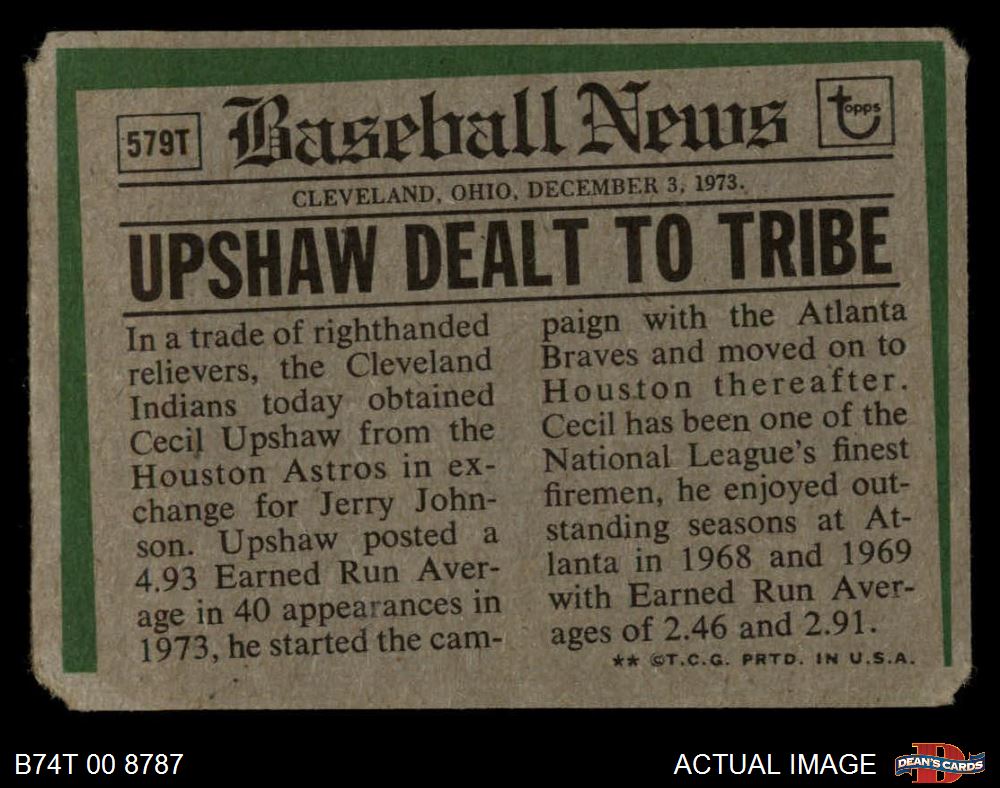 579T Baseball News topps
CLEVELAND, OHIO, DECEMBER 3, 1973.
UPSHAW DEALT TO TRIBE
In a trade of righthanded
relievers, the Cleveland
Indians today obtained
Cecil Upshaw from the
Houston Astros in ex-
change for Jerry John-
son. Upshaw posted a
4.93 Earned Run Aver-
age in 40 appearances in
1973, he started the cam-
paign with the Atlanta
Braves and moved on to
Houston thereafter.
Cecil has been one of the
National League's finest
firemen, he enjoyed out-
standing seasons at At-
lanta in 1968 and 1969
with Earned Run Aver-
ages of 2.46 and 2.91.
** ©T.C.G. PRTD. IN U.S.A.
B74T 00 8787
ACTUAL IMAGE
D DEAN'S CARDS